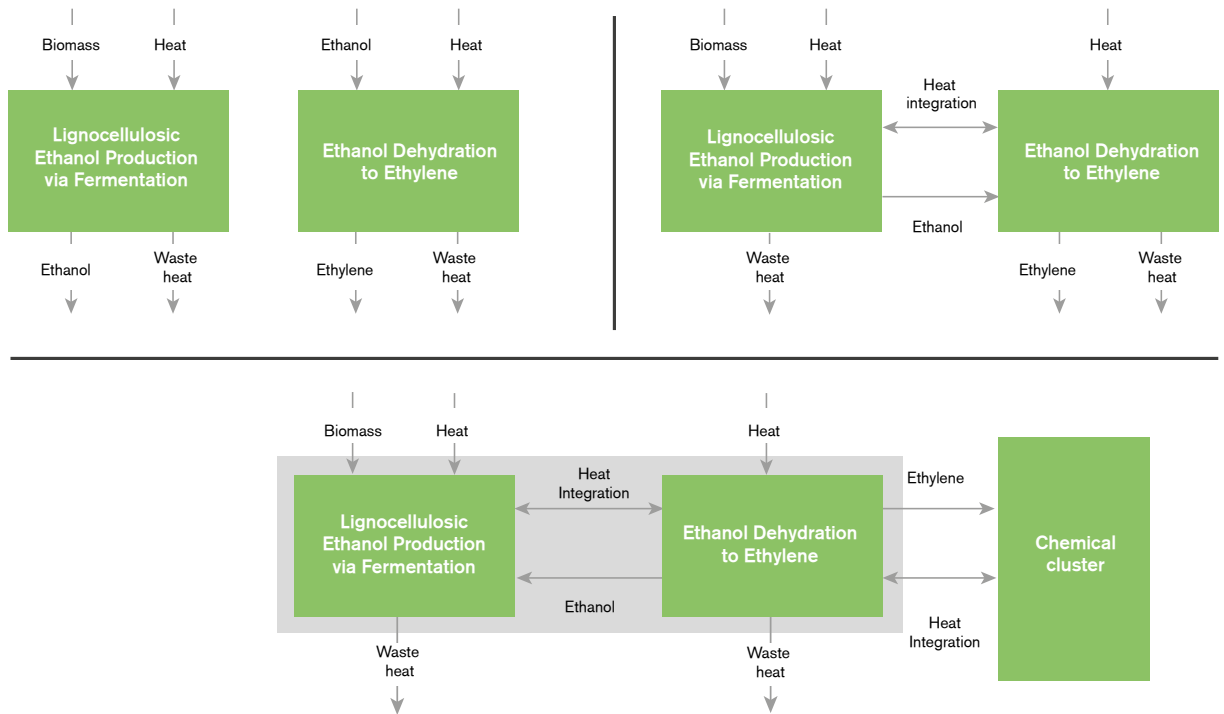 Biomass
Heat
Lignocellulosic
Ethanol Production
via Fermentation
Ethanol
Waste
heat
Ethanol
Heat
Ethanol Dehydration
to Ethylene
Ethylene
Waste
heat
Biomass
Heat
Lignocellulosic
Ethanol Production
via Fermentation
Waste
heat
Heat
integration
Ethanol
Heat
Ethanol Dehydration
to Ethylene
Ethylene
Waste
heat
Biomass
Heat
Lignocellulosic
Ethanol Production
via Fermentation
Waste
heat
Heat
Integration
Ethanol
Heat
Ethanol Dehydration
to Ethylene
Waste
heat
Ethylene
Heat
Integration
Chemical
cluster